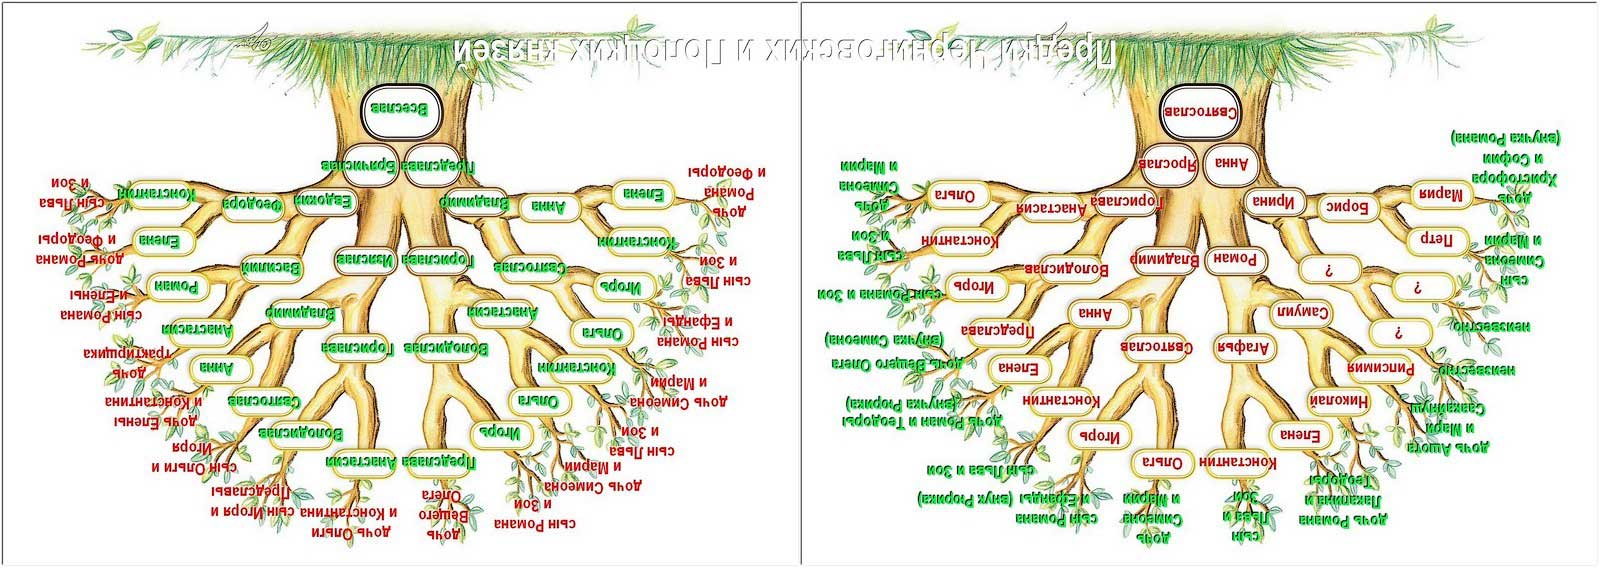 дочь
Христофора
и Софии
(внучка Романа)
сын
Симеона
и Марии
неизвестно
неизвестно
дочь Ашота
и Мари
дочь Романа
Лакапина и
Теодоры
сын
Льва и
Зои
дочь
Симеона
и Марии
сын Романа
и Ефанды (внук Рюрика)
сын Льва и Зои
дочь Роман и Теодоры
(внучка Рюрика)
дочь Вещего Олега
(внучка Симеона)
сын Романа и Зои
сын Льва
и Зои
дочь
Симеона
и Марии
Константин
Ольга
Елена
Игорь
Николай
Константин
Рипсимия
Елена
?
Предслава
?
Игорь
Петр
Константин
Мария
Ольга
Агафья
Святослав
Самуил
Анна
?
Володислав
Борис
Анастасия
Роман
Владимир
Ирина
Горислава
Анна
Ярослав
Святослав
дочь
Романа
и Феодоры
сын Льва
и Зои
сын Романа
и Ефанды
дочь Симеона
и Марии
сын Льва
и Зои
дочь Симеона
и Марии
сын Романа
и Зои
дочь
Вещего
Олега
дочь Ольги
и Константина
сын Игоря и
Предславы
сын Ольги и
Игоря
дочь Елены
и Константина
дочь
трактирщика
сын Романа
и Елены
дочь Романа
и Феодоры
сын Льва
и Зои
Предслава
Анастасия
Игорь
Володислав
Ольга
Святослав
Константин
Анна
Ольга
Анастасия
Игорь
Роман
Константин
Елена
Елена
Константин
Володислав
Горислава
Анастасия
Владимир
Святослав
Василий
Анна
Феодора
Горислава
Изяслав
Владимир
Евдокия
Предслава
Брячислав
Всеслав
Предки Черниговских и Полоцких князей